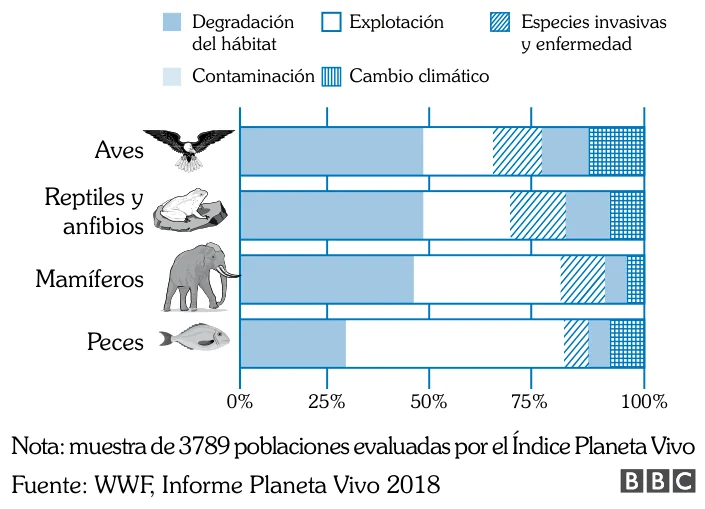 Degradación
del hábitat
Explotación
Especies invasivas
y enfermedad
Contaminación
Cambio climático
Aves
Reptiles y
anfibios
Mamíferos
Peces
0% 25% 50% 75% 100%
Nota: muestra de 3789 poblaciones evaluadas por el Índice Planeta Vivo
Fuente: WWF, Informe Planeta Vivo 2018
BBC